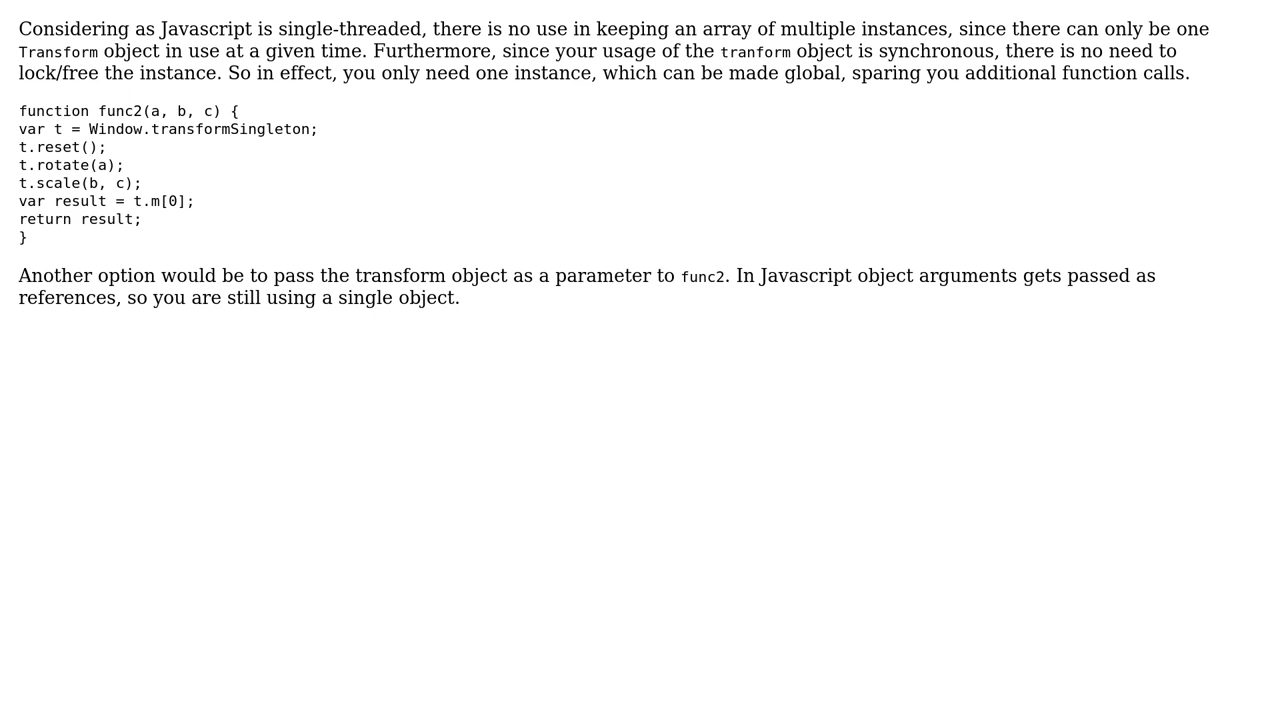 Considering as Javascript is single-threaded, there is no use in keeping an array of multiple instances, since there can only be one
Transform object in use at a given time. Furthermore, since your usage of the tranform object is synchronous, there is no need to
lock/free the instance. So in effect, you only need one instance, which can be made global, sparing you additional function calls.
function func2(a, b, c) {
var t = Window.transformSingleton;
t.reset();
t.rotate(a);
t.scale(b, c);
var result = t.m[0];
return result;
}
Another option would be to pass the transform object as a parameter to func2. In Javascript object arguments gets passed as
references, so you are still using a single object.